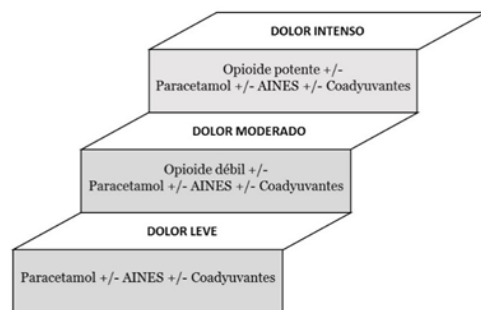 DOLOR INTENSO
Opioide potente +/-
Paracetamol +/- AINES +/- Coadyuvantes
DOLOR MODERADO
Opioide débil +/-
Paracetamol +/- AINES +/- Coadyuvantes
DOLOR LEVE
Paracetamol +/- AINES +/- Coadyuvantes